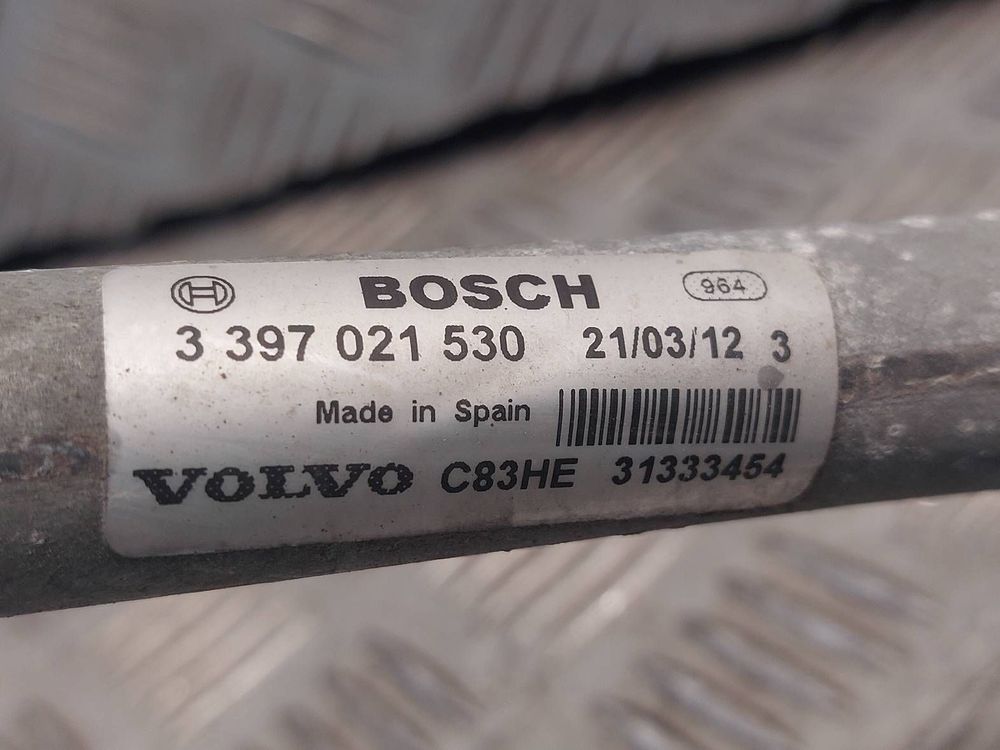 BOSCH 964
3 397 021 530 21/03/12 3
Made in Spain
VOLVO C83HE 31333454